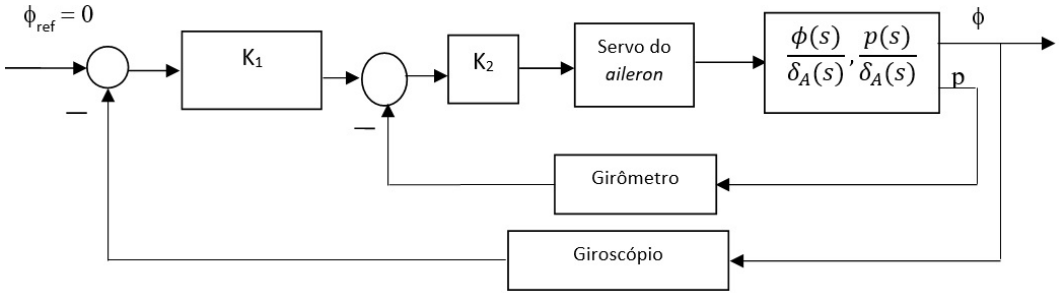 ϕref = 0
K1
K2
Servo do
aileron
ϕ(s)/δA(s), p(s)/δA(s)
ϕ
p
—
—
Girômetro
Giroscópio